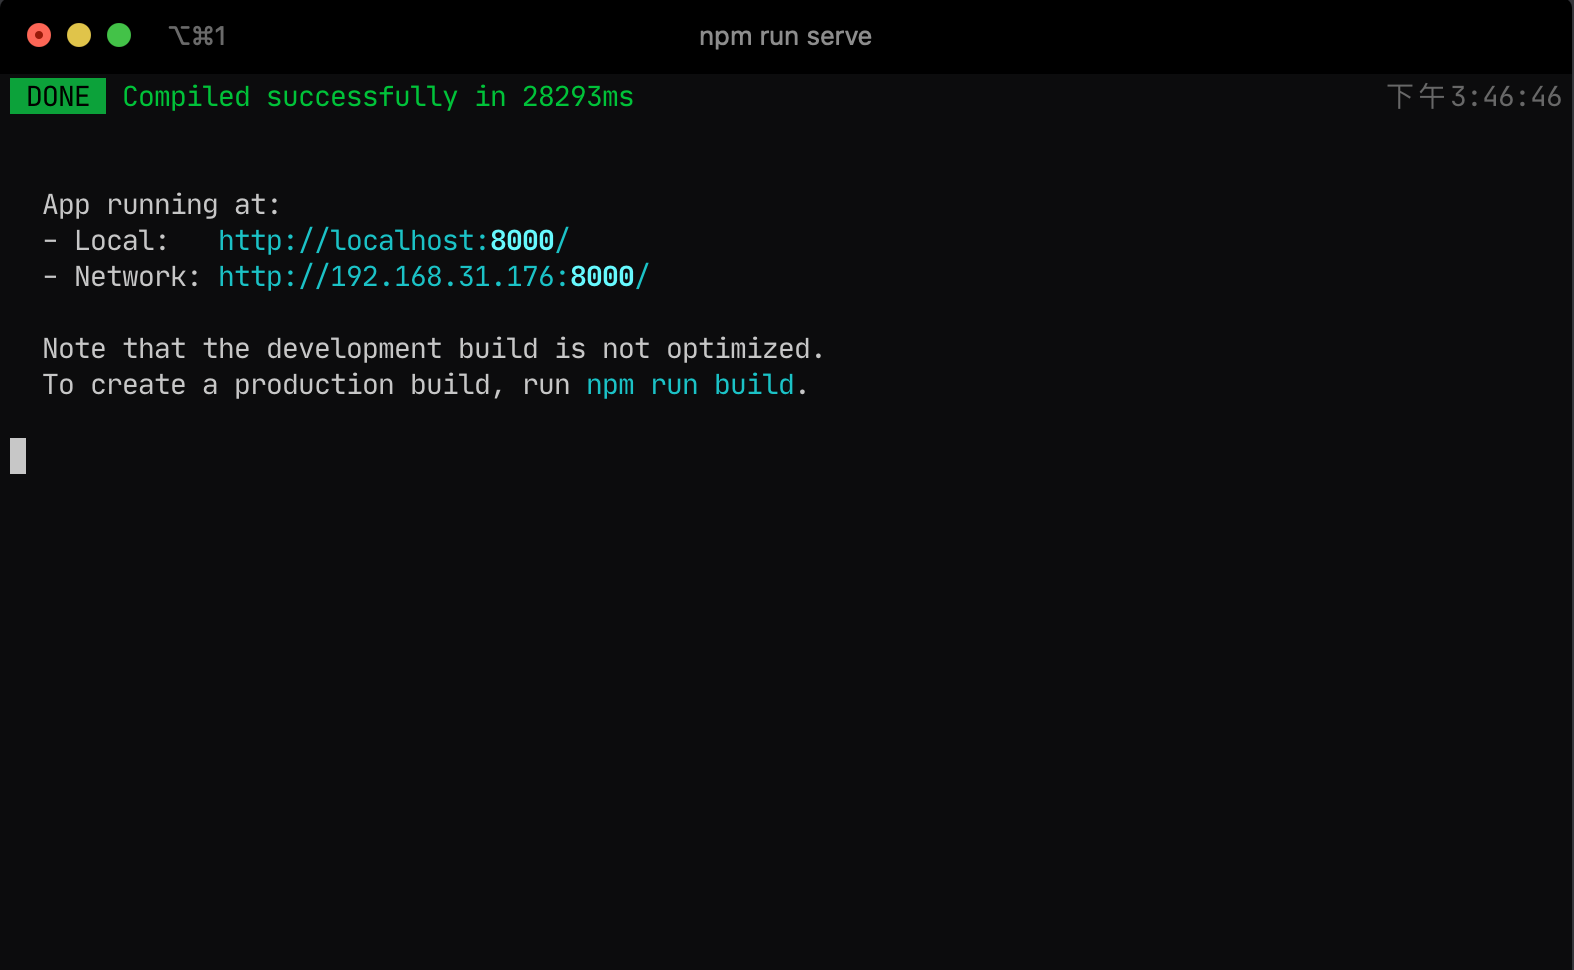 ⌥⌘1 npm run serve
DONE Compiled successfully in 28293ms 下午3:46:46
App running at:
- Local: http://localhost:8000/
- Network: http://192.168.31.176:8000/
Note that the development build is not optimized.
To create a production build, run npm run build.